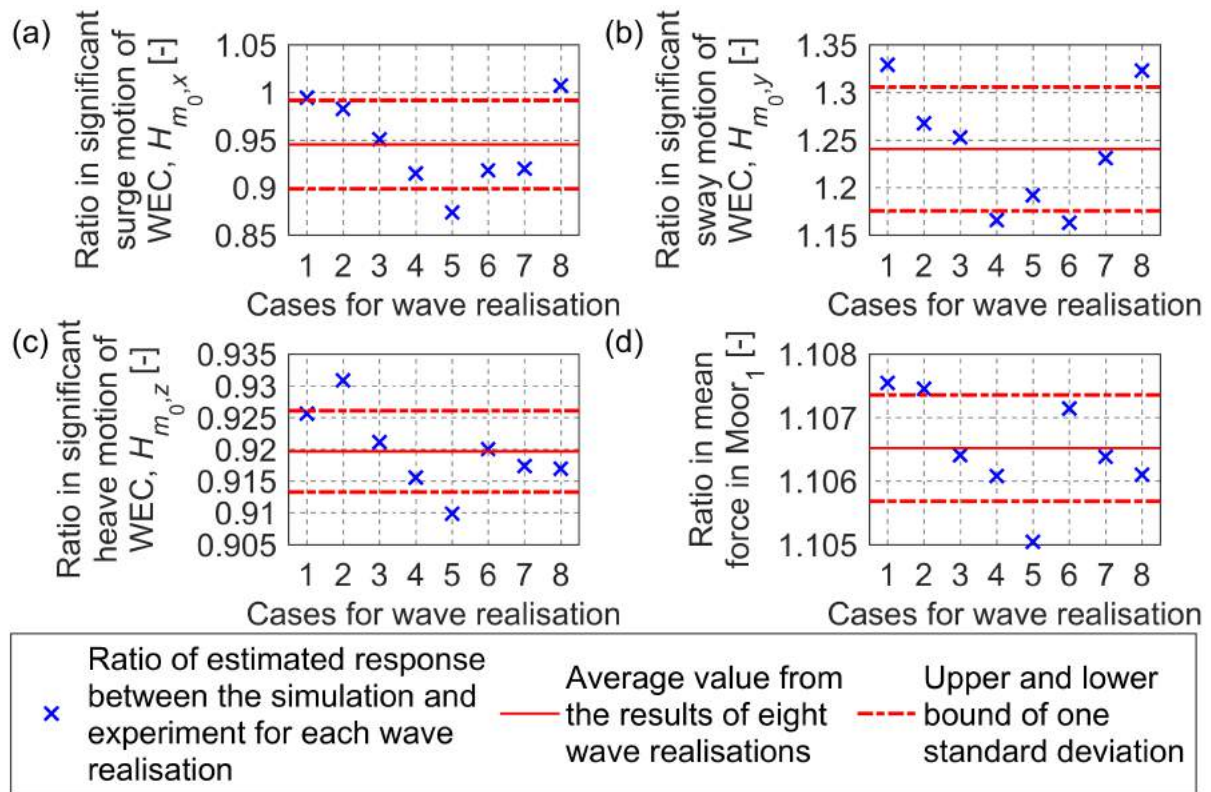 (a)
Ratio in significant
surge motion of
WEC, H_{m_0,x} [-]
1.05
1
0.95
0.9
0.85
1 2 3 4 5 6 7 8
Cases for wave realisation
(b)
Ratio in significant
sway motion of
WEC, H_{m_0,y} [-]
1.35
1.3
1.25
1.2
1.15
1 2 3 4 5 6 7 8
Cases for wave realisation
(c)
Ratio in significant
heave motion of
WEC, H_{m_0,z} [-]
0.935
0.93
0.925
0.92
0.915
0.91
0.905
1 2 3 4 5 6 7 8
Cases for wave realisation
(d)
Ratio in mean
force in Moor_1 [-]
1.108
1.107
1.106
1.105
1 2 3 4 5 6 7 8
Cases for wave realisation
Ratio of estimated response
between the simulation and
experiment for each wave
realisation
Average value from
the results of eight
wave realisations
Upper and lower
bound of one
standard deviation